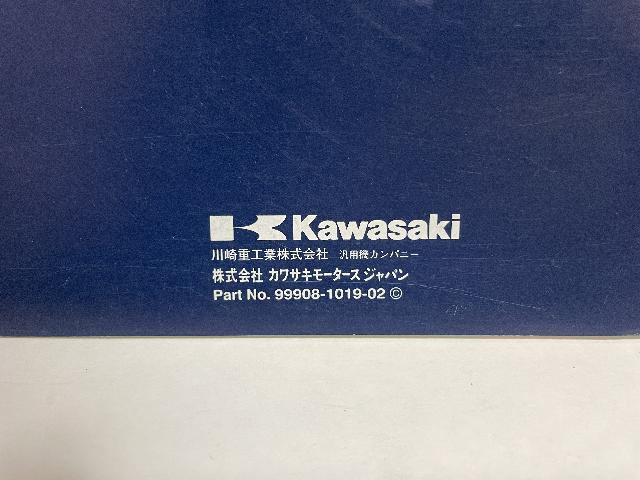 Kawasaki
川崎重工業株式会社 汎用機カンパニー
株式会社 カワサキモータースジャパン
Part No. 99908-1019-02 ©